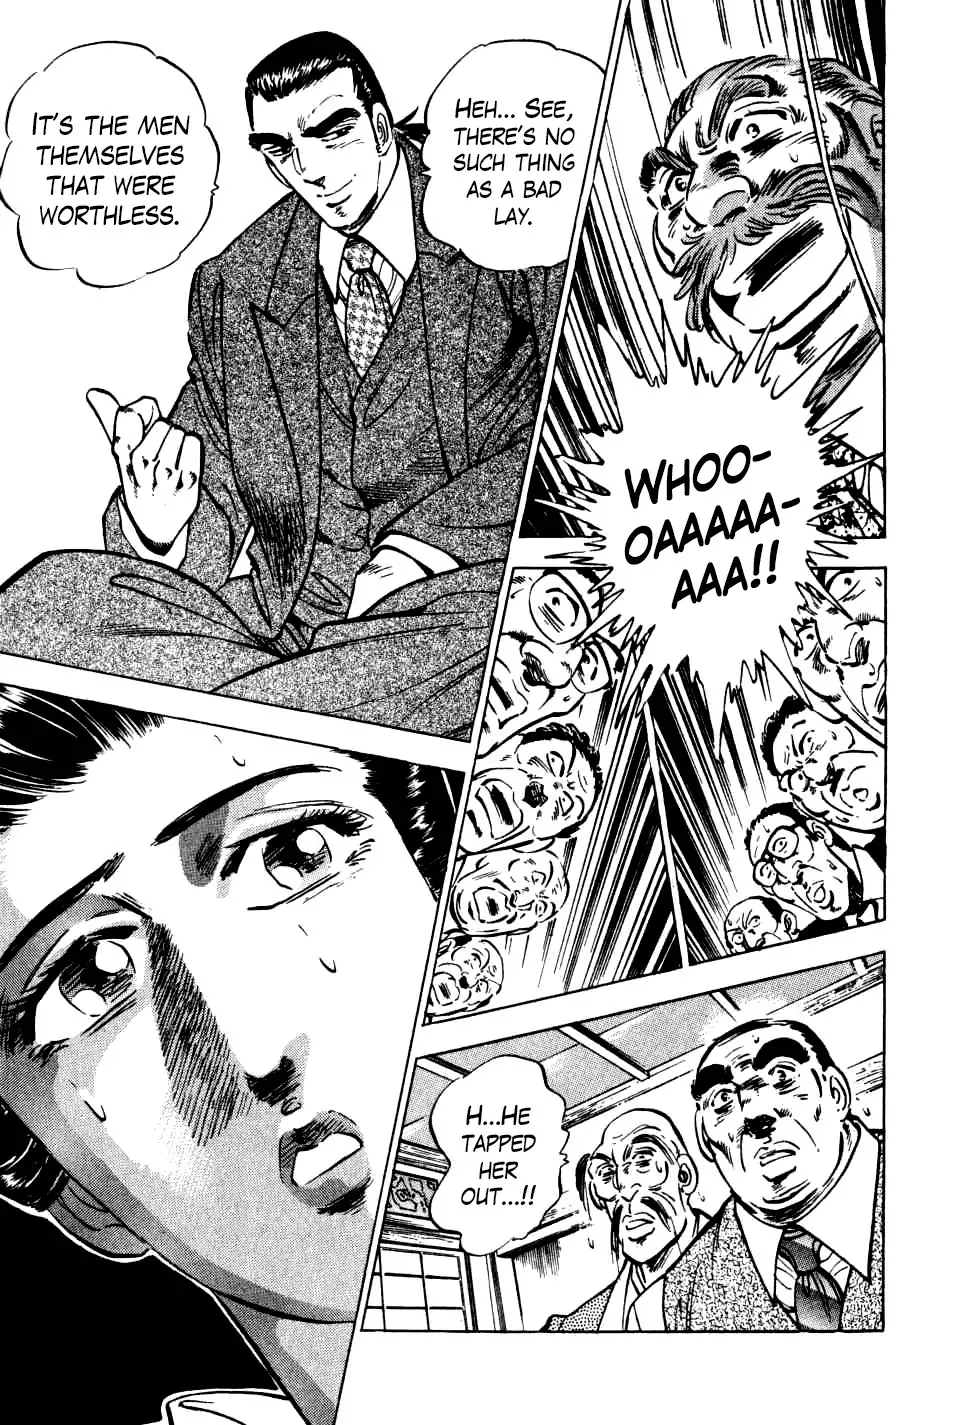 WHOO-
OAAAAA-
AAA!!
H...HE
TAPPED
HER
OUT...!!
HEH... SEE,
THERE'S NO
SUCH THING
AS A BAD
LAY.
IT'S THE MEN
THEMSELVES
THAT WERE
WORTHLESS.